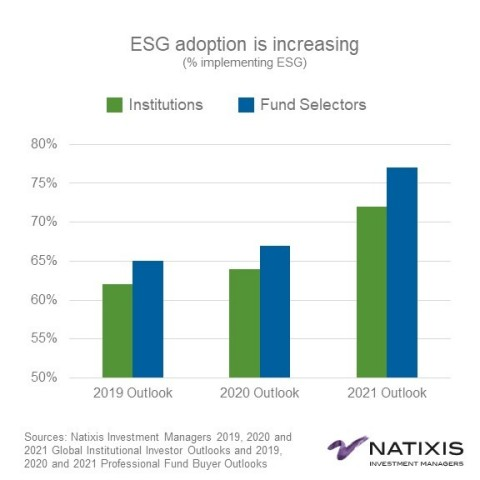 ESG adoption is increasing
(% implementing ESG)
Institutions
Fund Selectors
80%
75%
70%
65%
60%
55%
50%
2019 Outlook
2020 Outlook
2021 Outlook
Sources: Natixis Investment Managers 2019, 2020 and
2021 Global Institutional Investor Outlooks and 2019,
2020 and 2021 Professional Fund Buyer Outlooks
NATIXIS
INVESTMENT MANAGERS